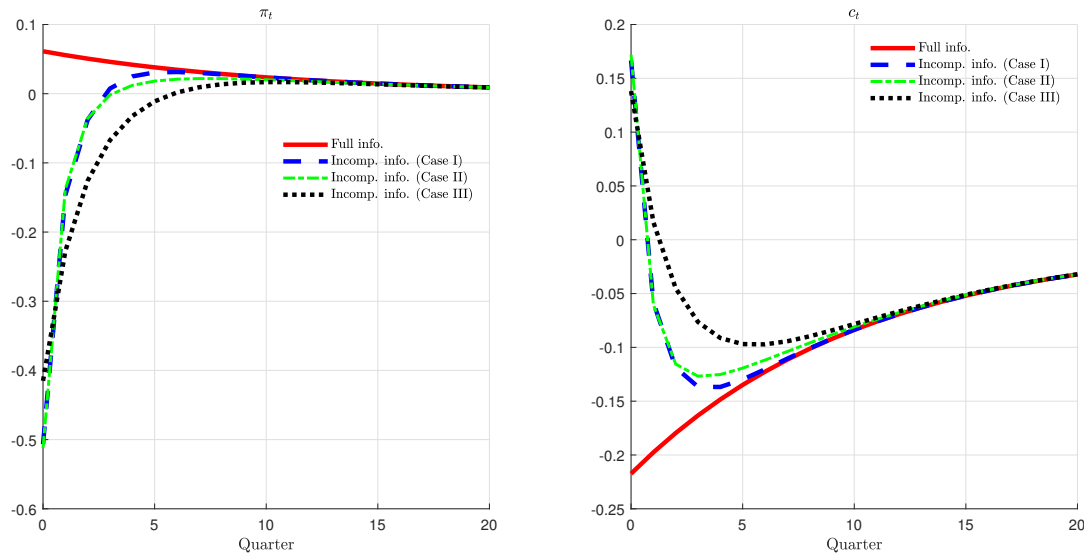 π_t
0.1
0
-0.1
-0.2
-0.3
-0.4
-0.5
-0.6
0
5
10
15
20
Quarter
Full info.
Incomp. info. (Case I)
Incomp. info. (Case II)
Incomp. info. (Case III)
c_t
0.2
0.15
0.1
0.05
0
-0.05
-0.1
-0.15
-0.2
-0.25
0
5
10
15
20
Quarter
Full info.
Incomp. info. (Case I)
Incomp. info. (Case II)
Incomp. info. (Case III)